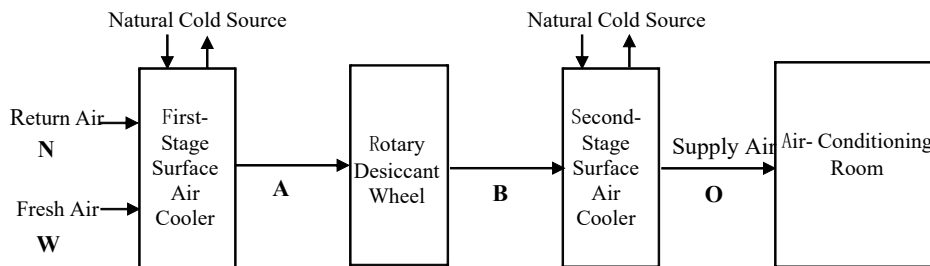 Natural Cold Source
Natural Cold Source
Return Air
N
Fresh Air
W
First-
Stage
Surface
Air
Cooler
A
Rotary
Desiccant
Wheel
B
Second-
Stage
Surface
Air
Cooler
Supply Air
O
Air- Conditioning
Room